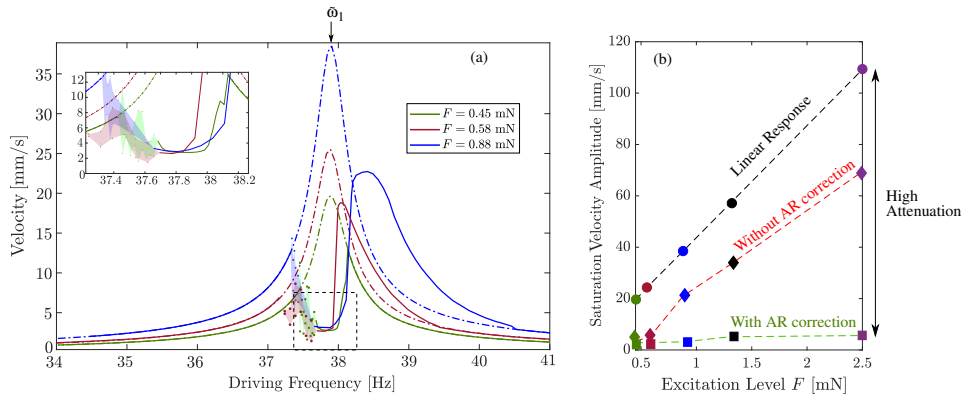 ω̃₁
(a)
Velocity [mm/s]
35
30
25
20
15
10
5
0
34
35
36
37
38
39
40
41
Driving Frequency [Hz]
12
10
8
6
4
2
0
37.4
37.6
37.8
38
38.2
F = 0.45 mN
F = 0.58 mN
F = 0.88 mN
(b)
Saturation Velocity Amplitude [mm/s]
120
100
80
60
40
20
0
0.5
1
1.5
2
2.5
Excitation Level F [mN]
Linear Response
Without AR correction
With AR correction
High
Attenuation